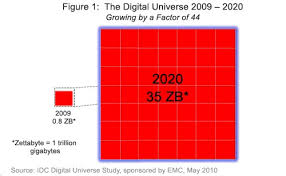 Figure 1: The Digital Universe 2009 – 2020
Growing by a Factor of 44
2020
35 ZB*
2009
0.8 ZB*
*Zettabyte = 1 trillion
gigabytes
Source: IDC Digital Universe Study, sponsored by EMC, May 2010